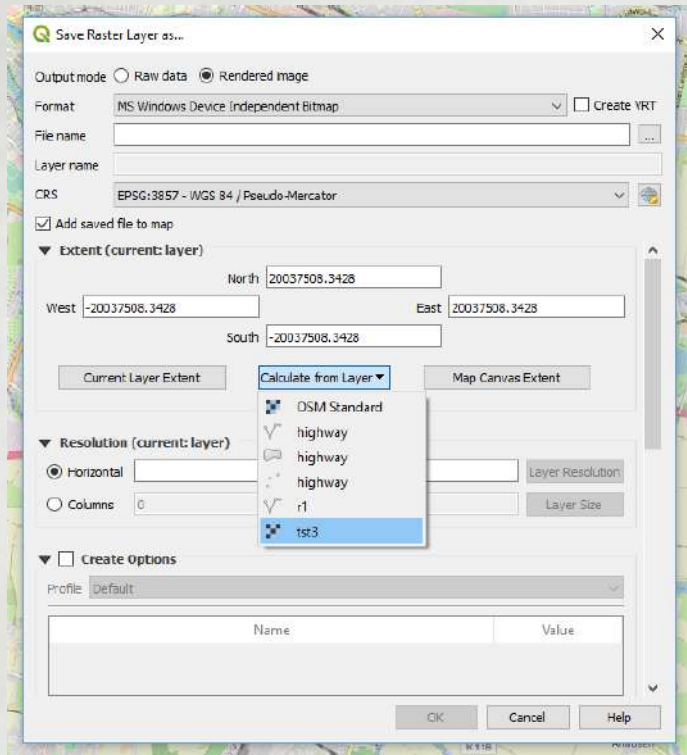 Save Raster Layer as...
Output mode Raw data Rendered image
Format MS Windows Device Independent Bitmap Create VRT
File name ...
Layer name
CRS EPSG:3857 - WGS 84 / Pseudo-Mercator
Add saved file to map
Extent (current: layer)
North 20037508.3428
West -20037508.3428 East 20037508.3428
South -20037508.3428
Current Layer Extent Calculate from Layer Map Canvas Extent
OSM Standard
highway
highway
highway
r1
tst3
Resolution (current: layer)
Horizontal Layer Resolution
Columns 0 Layer Size
Create Options
Profile Default
Name Value
OK Cancel Help
K118